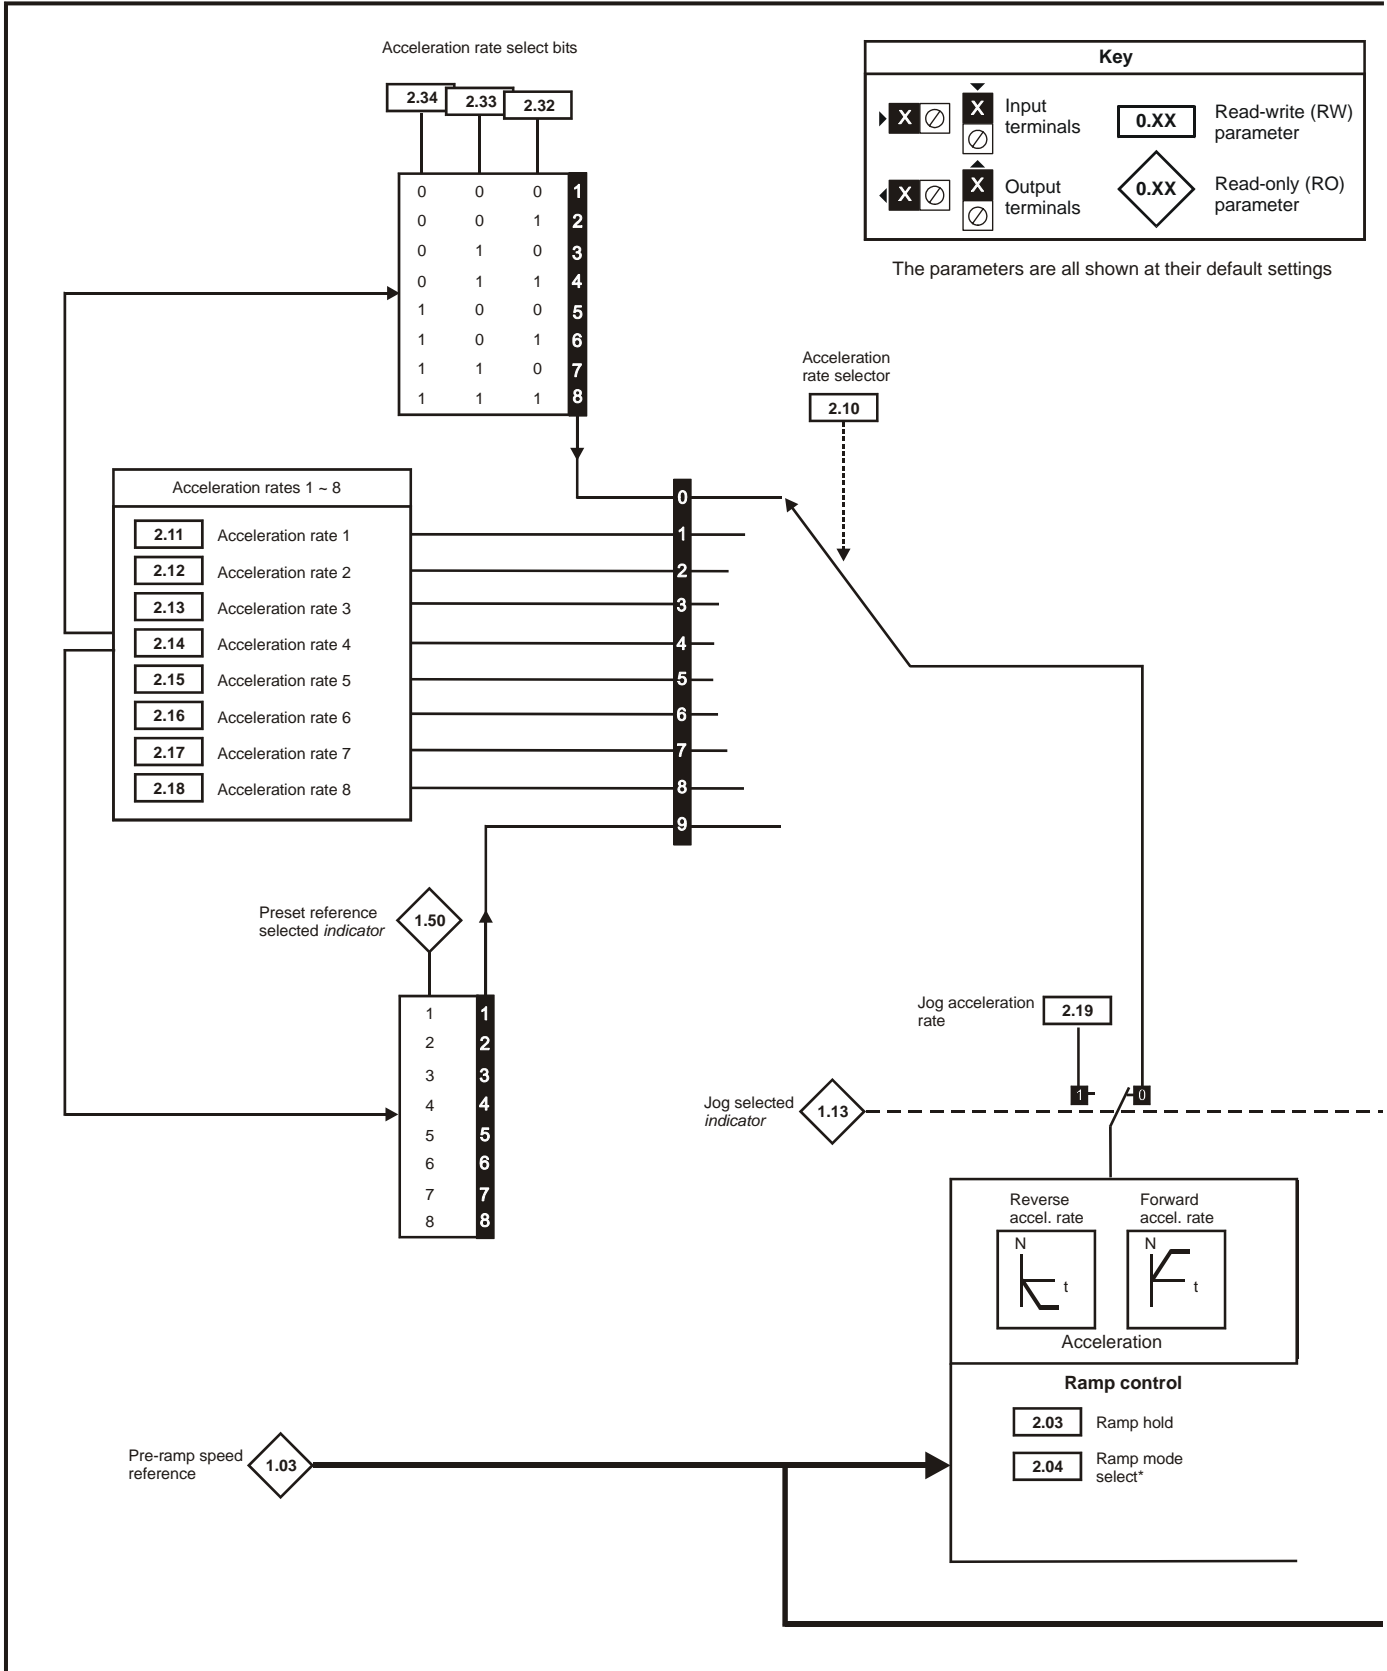 Acceleration rate select bits
2.34 2.33 2.32
0 0 0 1
0 0 1 2
0 1 0 3
0 1 1 4
1 0 0 5
1 0 1 6
1 1 0 7
1 1 1 8
Key
X
X
Input
terminals
0.XX
Read-write (RW)
parameter
X
X
Output
terminals
0.XX
Read-only (RO)
parameter
The parameters are all shown at their default settings
Acceleration
rate selector
2.10
Acceleration rates 1 ~ 8
2.11 Acceleration rate 1
2.12 Acceleration rate 2
2.13 Acceleration rate 3
2.14 Acceleration rate 4
2.15 Acceleration rate 5
2.16 Acceleration rate 6
2.17 Acceleration rate 7
2.18 Acceleration rate 8
0
1
2
3
4
5
6
7
8
9
Preset reference
selected indicator
1.50
1 1
2 2
3 3
4 4
5 5
6 6
7 7
8 8
Jog acceleration
rate
2.19
1 0
Jog selected
indicator
1.13
Reverse
accel. rate
N
t
Forward
accel. rate
N
t
Acceleration
Ramp control
2.03 Ramp hold
2.04 Ramp mode
select*
Pre-ramp speed
reference
1.03